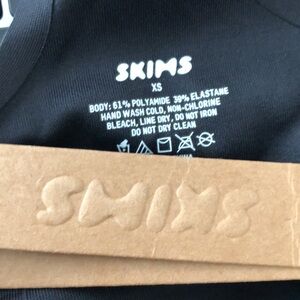 SKIMS
XS
BODY: 61% POLYAMIDE 39% ELASTANE
HAND WASH COLD, NON-CHLORINE
BLEACH, LINE DRY, DO NOT IRON
DO NOT DRY CLEAN
SKIMS